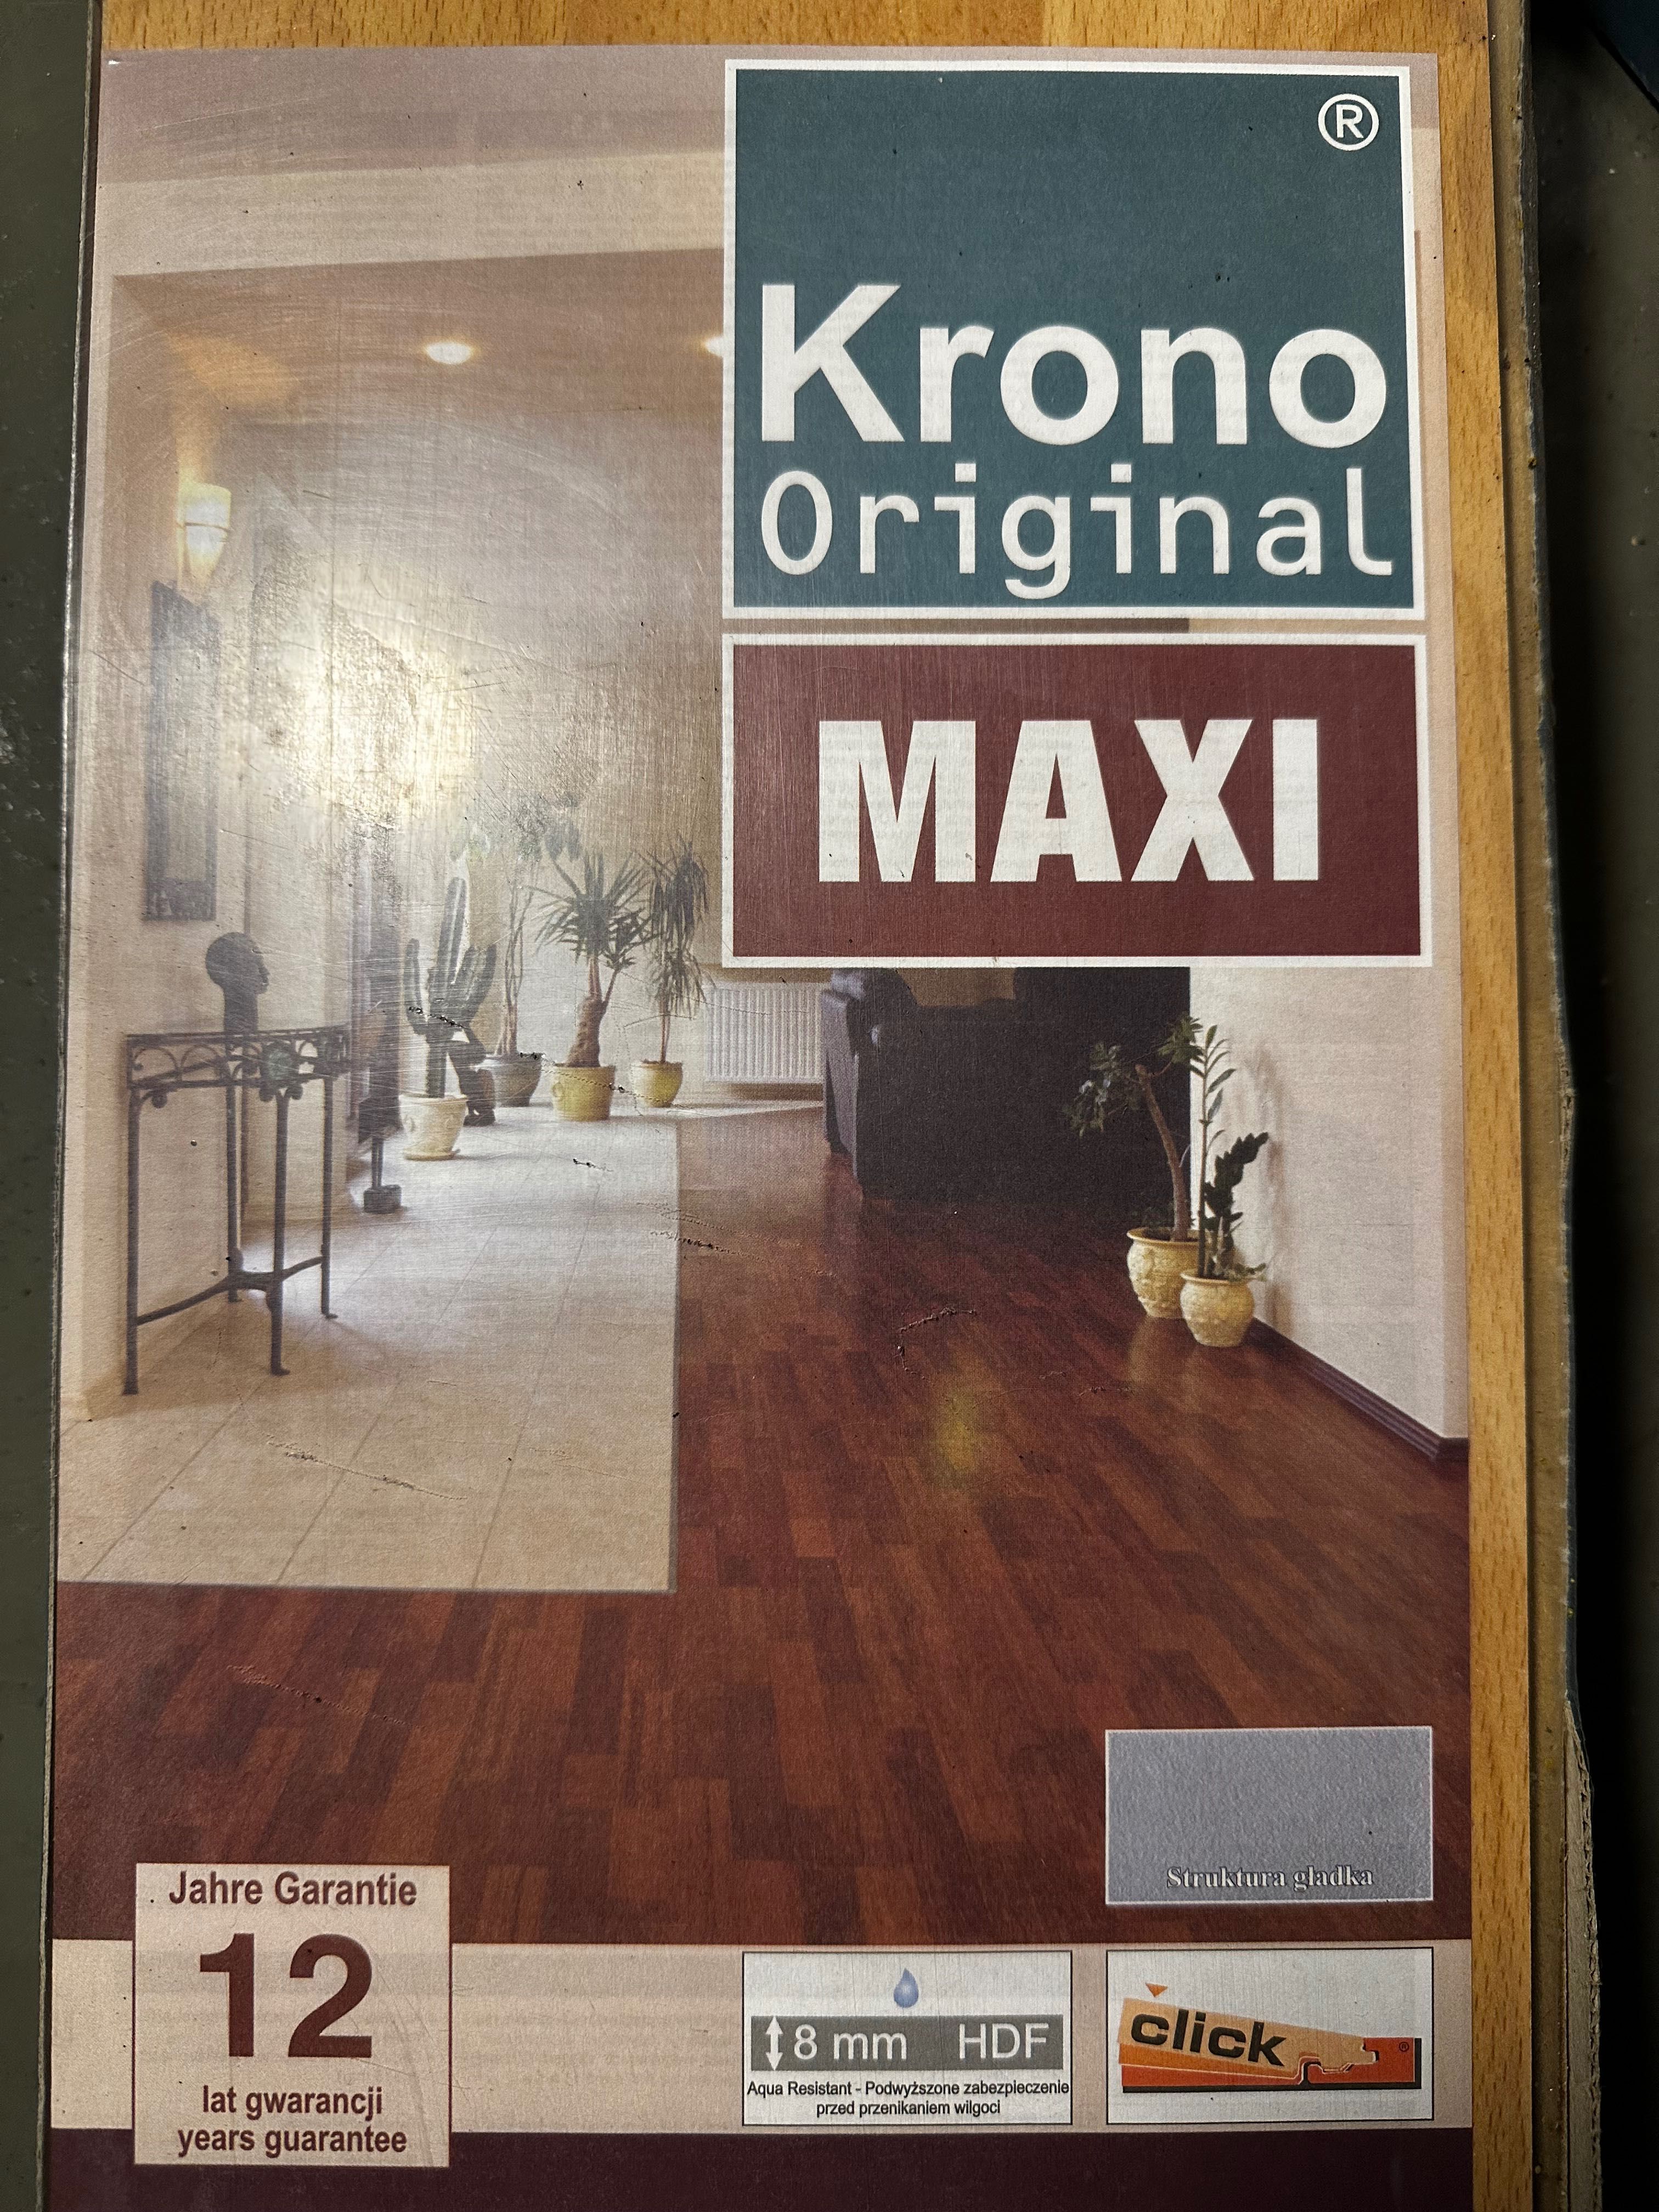 ®
Krono
Original
MAXI
Struktura gładka
Jahre Garantie
12
lat gwarancji
years guarantee
8 mm HDF
Aqua Resistant - Podwyższone zabezpieczenie
przed przenikaniem wilgoci
click ®